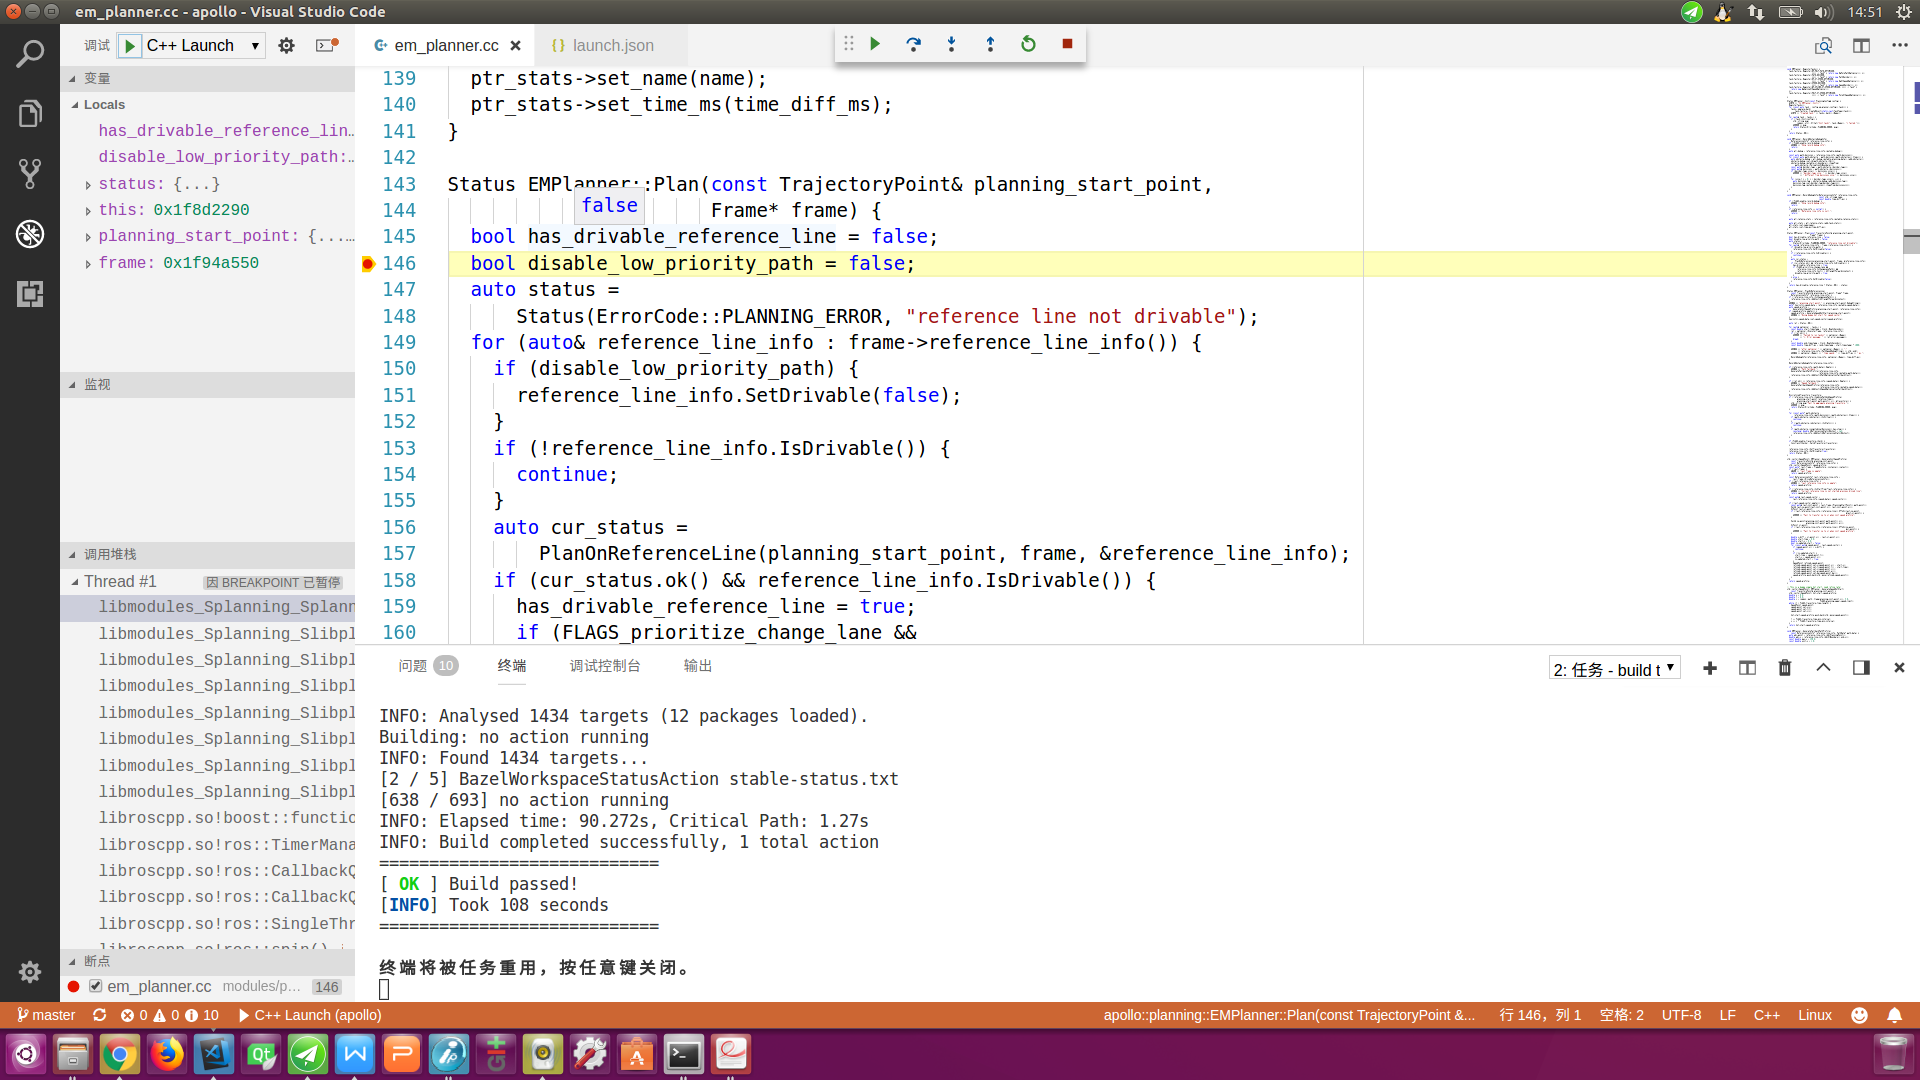 em_planner.cc - apollo - Visual Studio Code
14:51
调试
C++ Launch
em_planner.cc
launch.json
变量
Locals
has_drivable_reference_lin…
disable_low_priority_path:…
status: {...}
this: 0x1f8d2290
planning_start_point: {...…
frame: 0x1f94a550
监视
调用堆栈
Thread #1
因 BREAKPOINT 已暂停
libmodules_Splanning_Splann
libmodules_Splanning_Slibpl
libmodules_Splanning_Slibpl
libmodules_Splanning_Slibpl
libmodules_Splanning_Slibpl
libmodules_Splanning_Slibpl
libmodules_Splanning_Slibpl
libmodules_Splanning_Slibpl
libroscpp.so!boost::functio
libroscpp.so!ros::TimerMana
libroscpp.so!ros::CallbackQ
libroscpp.so!ros::CallbackQ
libroscpp.so!ros::SingleThr
libroscpp.so!ros::spin()
断点
em_planner.cc modules/p... 146
139 ptr_stats->set_name(name);
140 ptr_stats->set_time_ms(time_diff_ms);
141 }
142
143 Status EMPlanner::Plan(const TrajectoryPoint& planning_start_point,
false
144 Frame* frame) {
145 bool has_drivable_reference_line = false;
146 bool disable_low_priority_path = false;
147 auto status =
148 Status(ErrorCode::PLANNING_ERROR, "reference line not drivable");
149 for (auto& reference_line_info : frame->reference_line_info()) {
150 if (disable_low_priority_path) {
151 reference_line_info.SetDrivable(false);
152 }
153 if (!reference_line_info.IsDrivable()) {
154 continue;
155 }
156 auto cur_status =
157 PlanOnReferenceLine(planning_start_point, frame, &reference_line_info);
158 if (cur_status.ok() && reference_line_info.IsDrivable()) {
159 has_drivable_reference_line = true;
160 if (FLAGS_prioritize_change_lane &&
问题 10 终端 调试控制台 输出
2: 任务 - build t
INFO: Analysed 1434 targets (12 packages loaded).
Building: no action running
INFO: Found 1434 targets...
[2 / 5] BazelWorkspaceStatusAction stable-status.txt
[638 / 693] no action running
INFO: Elapsed time: 90.272s, Critical Path: 1.27s
INFO: Build completed successfully, 1 total action
============================
[ OK ] Build passed!
[INFO] Took 108 seconds
============================
终端将被任务重用，按任意键关闭。
master 0 0 10 C++ Launch (apollo)
apollo::planning::EMPlanner::Plan(const TrajectoryPoint &... 行 146，列 1 空格: 2 UTF-8 LF C++ Linux